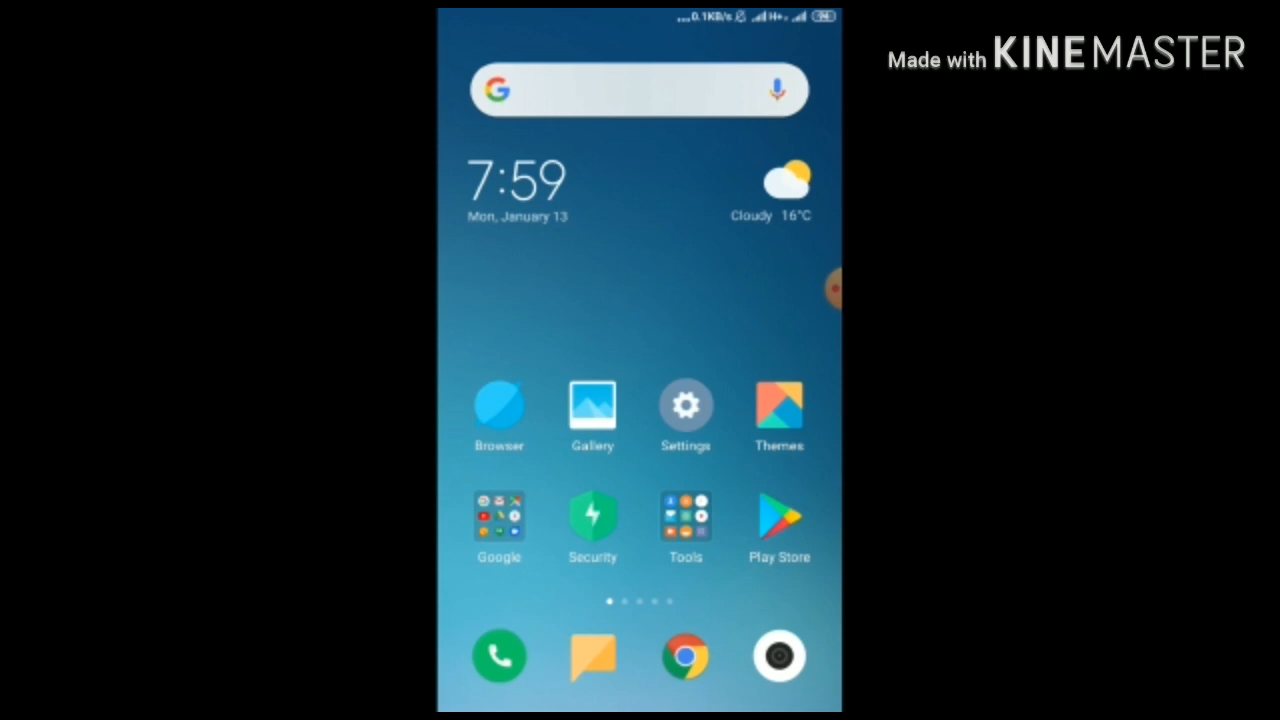 ...0.1KB/s H+
Made with KINEMASTER
7:59
Mon, January 13
Cloudy 16°C
Browser Gallery Settings Themes
Google Security Tools Play Store